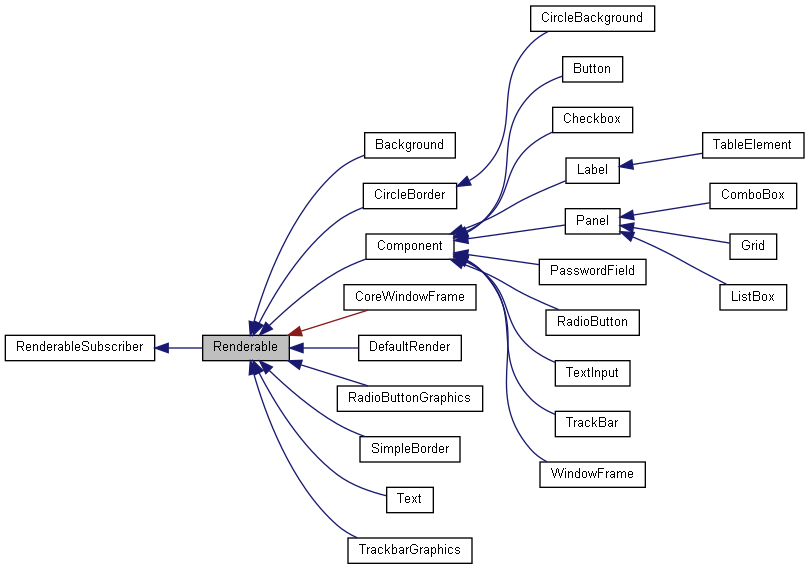 CircleBackground
Button
Checkbox
Background
TableElement
Label
CircleBorder
ComboBox
Panel
Component
Grid
PasswordField
CoreWindowFrame
ListBox
RadioButton
RenderableSubscriber
Renderable
DefaultRender
TextInput
RadioButtonGraphics
TrackBar
SimpleBorder
WindowFrame
Text
TrackbarGraphics